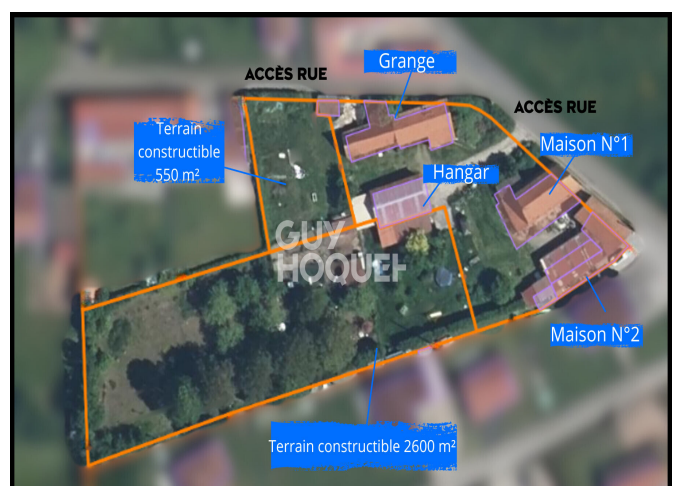 Grange
ACCÈS RUE
ACCÈS RUE
Terrain
constructible
550 m²
Maison N°1
Hangar
GUY
HOQUET
Maison N°2
Terrain constructible 2600 m²